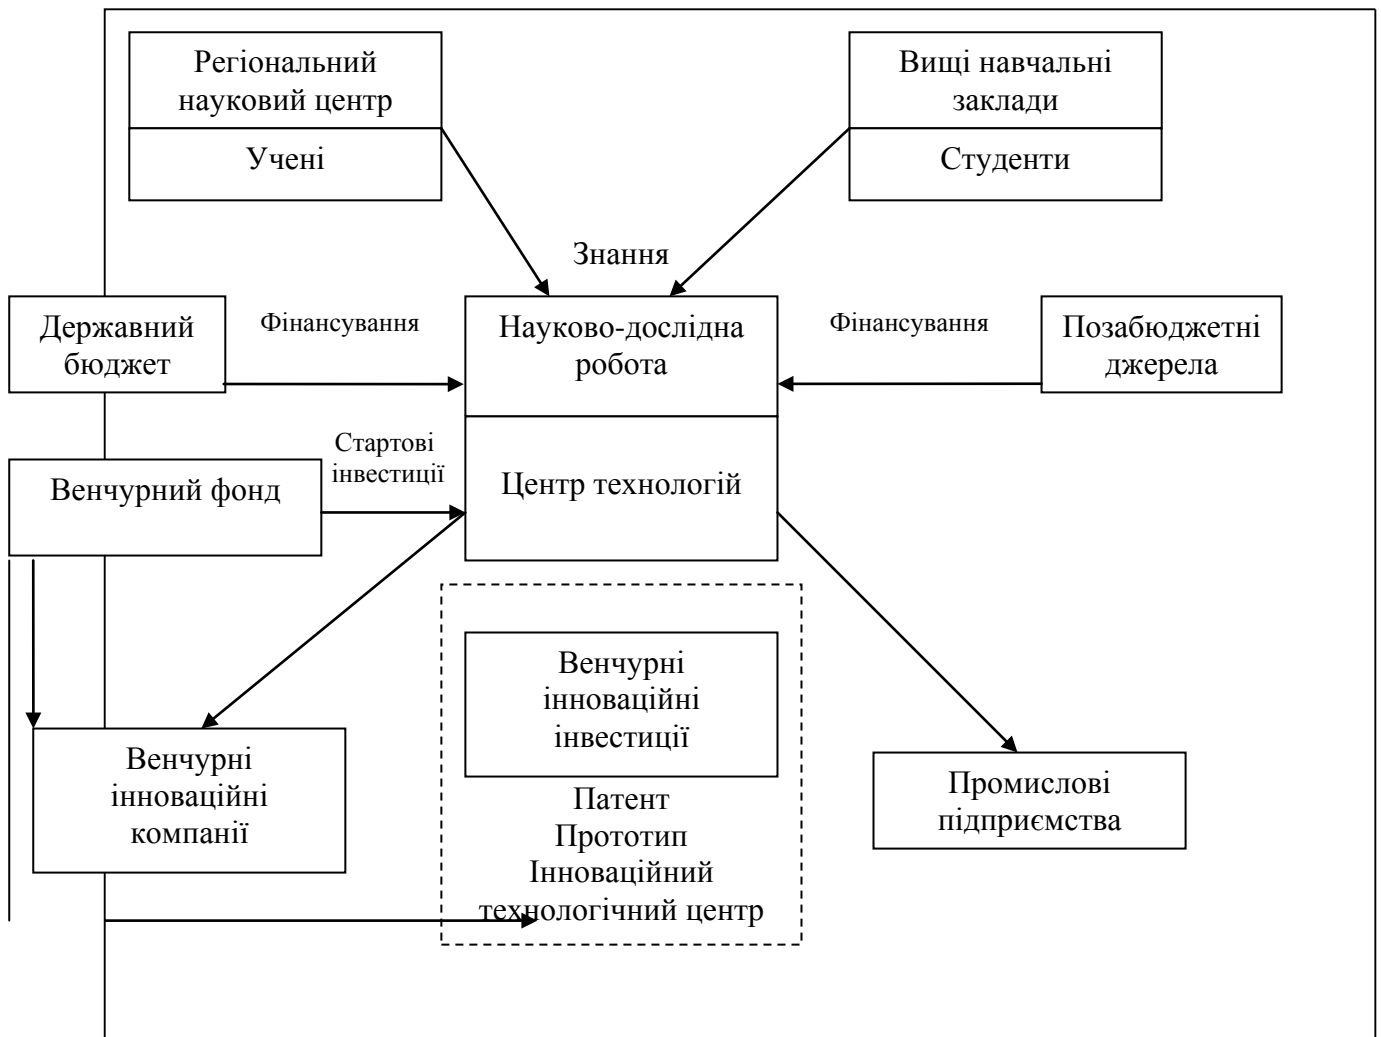 Регіональний
науковий центр
Учені
Вищі навчальні
заклади
Студенти
Знання
Державний
бюджет
Фінансування
Науково-дослідна
робота
Фінансування
Позабюджетні
джерела
Венчурний фонд
Стартові
інвестиції
Центр технологій
Венчурні
інноваційні
компанії
Венчурні
інноваційні
інвестиції
Патент
Прототип
Інноваційний
технологічний центр
Промислові
підприємства